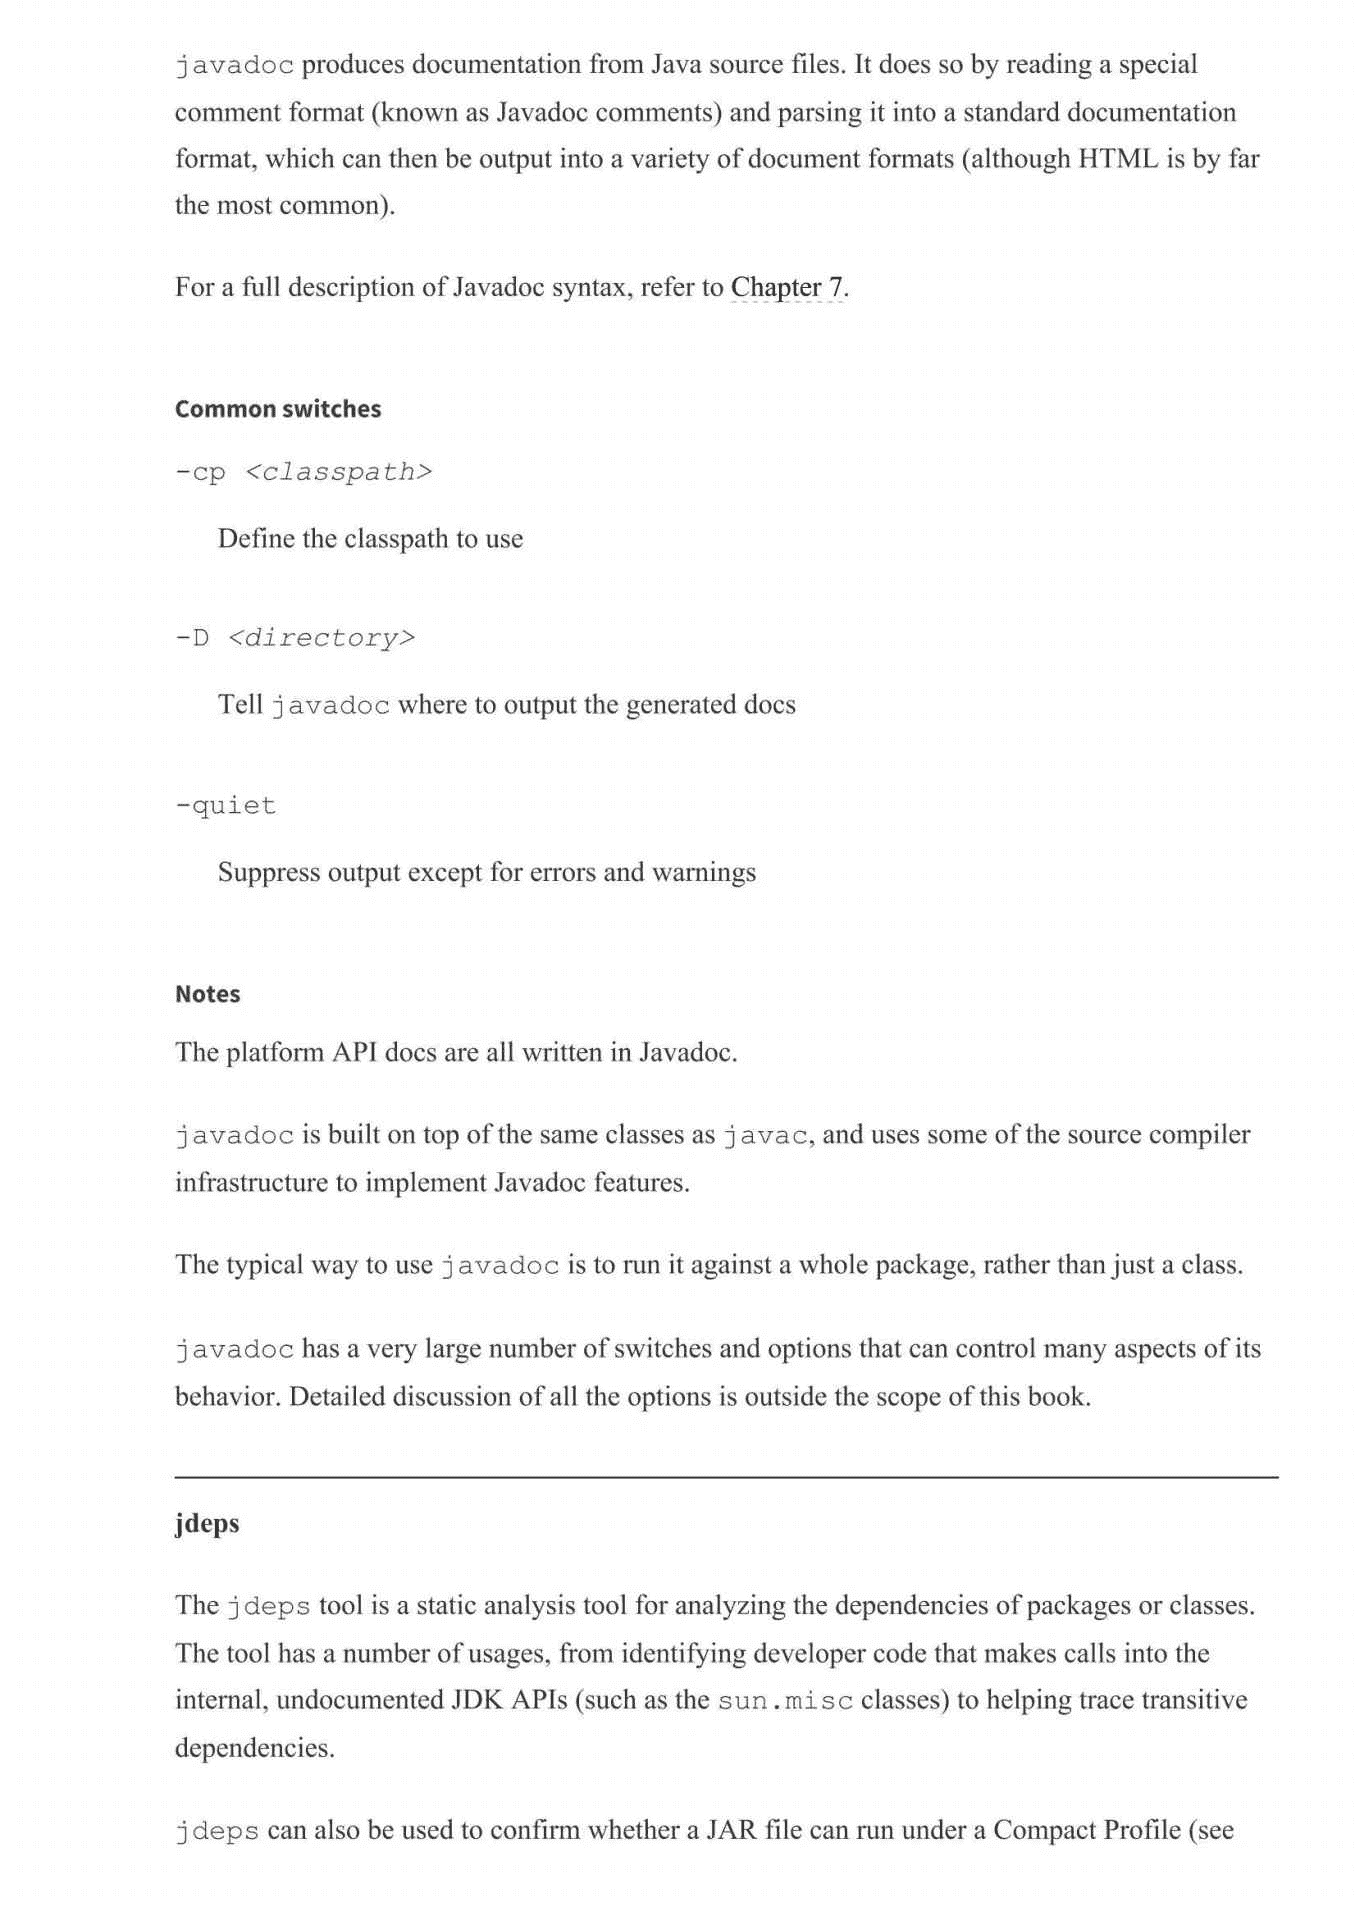 javadoc produces documentation from Java source files. It does so by reading a special
comment format (known as Javadoc comments) and parsing it into a standard documentation
format, which can then be output into a variety of document formats (although HTML is by far
the most common).
For a full description of Javadoc syntax, refer to Chapter 7.
Common switches
-cp <classpath>
Define the classpath to use
-D <directory>
Tell javadoc where to output the generated docs
-quiet
Suppress output except for errors and warnings
Notes
The platform API docs are all written in Javadoc.
javadoc is built on top of the same classes as javac, and uses some of the source compiler
infrastructure to implement Javadoc features.
The typical way to use javadoc is to run it against a whole package, rather than just a class.
javadoc has a very large number of switches and options that can control many aspects of its
behavior. Detailed discussion of all the options is outside the scope of this book.
jdeps
The jdeps tool is a static analysis tool for analyzing the dependencies of packages or classes.
The tool has a number of usages, from identifying developer code that makes calls into the
internal, undocumented JDK APIs (such as the sun.misc classes) to helping trace transitive
dependencies.
jdeps can also be used to confirm whether a JAR file can run under a Compact Profile (see